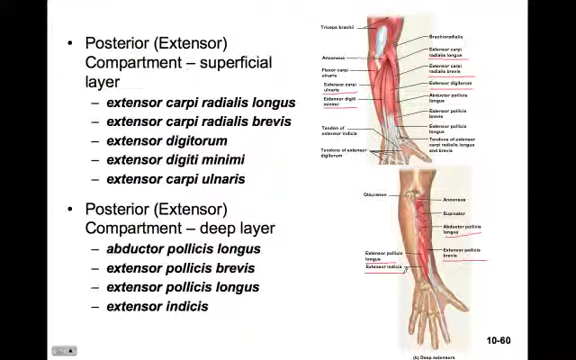 • Posterior (Extensor)
Compartment – superficial
layer
– extensor carpi radialis longus
– extensor carpi radialis brevis
– extensor digitorum
– extensor digiti minimi
– extensor carpi ulnaris
• Posterior (Extensor)
Compartment – deep layer
– abductor pollicis longus
– extensor pollicis brevis
– extensor pollicis longus
– extensor indicis
Triceps brachii
Anconeus
Flexor carpi
ulnaris
Extensor carpi
ulnaris
Extensor digiti
minimi
Tendon of
extensor indicis
Tendons of extensor
digitorum
Brachioradialis
Extensor carpi
radialis longus
Extensor carpi
radialis brevis
Extensor digitorum
Abductor pollicis
longus
Extensor pollicis
brevis
Extensor pollicis
longus
Tendons of extensor
carpi radialis longus
and brevis
Olecranon
Extensor pollicis
longus
Extensor indicis
Anconeus
Supinator
Abductor pollicis
longus
Extensor pollicis
brevis
10-60
(b) Deep extensors